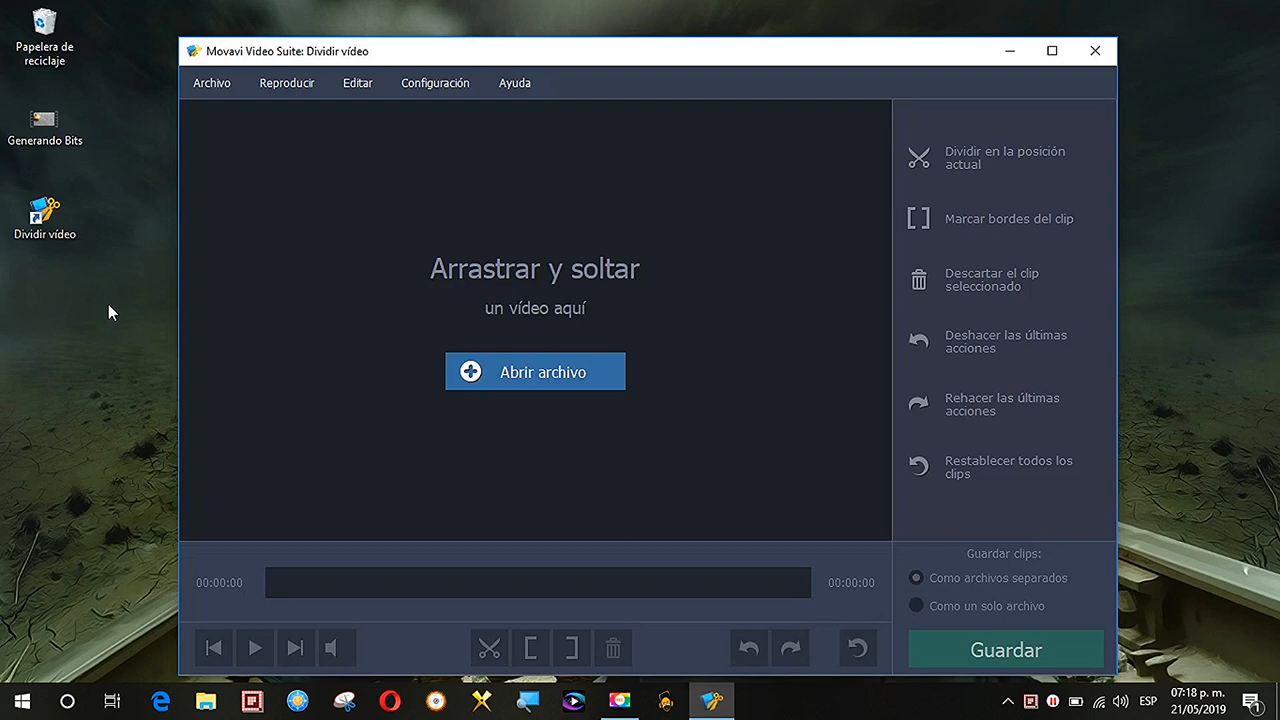 Papelera de
reciclaje
Generando Bits
Dividir vídeo
Movavi Video Suite: Dividir vídeo
Archivo
Reproducir
Editar
Configuración
Ayuda
Arrastrar y soltar
un vídeo aquí
Abrir archivo
Dividir en la posición
actual
Marcar bordes del clip
Descartar el clip
seleccionado
Deshacer las últimas
acciones
Rehacer las últimas
acciones
Restablecer todos los
clips
00:00:00
00:00:00
Guardar clips:
Como archivos separados
Como un solo archivo
Guardar
ESP
07:18 p. m.
21/05/2019
1